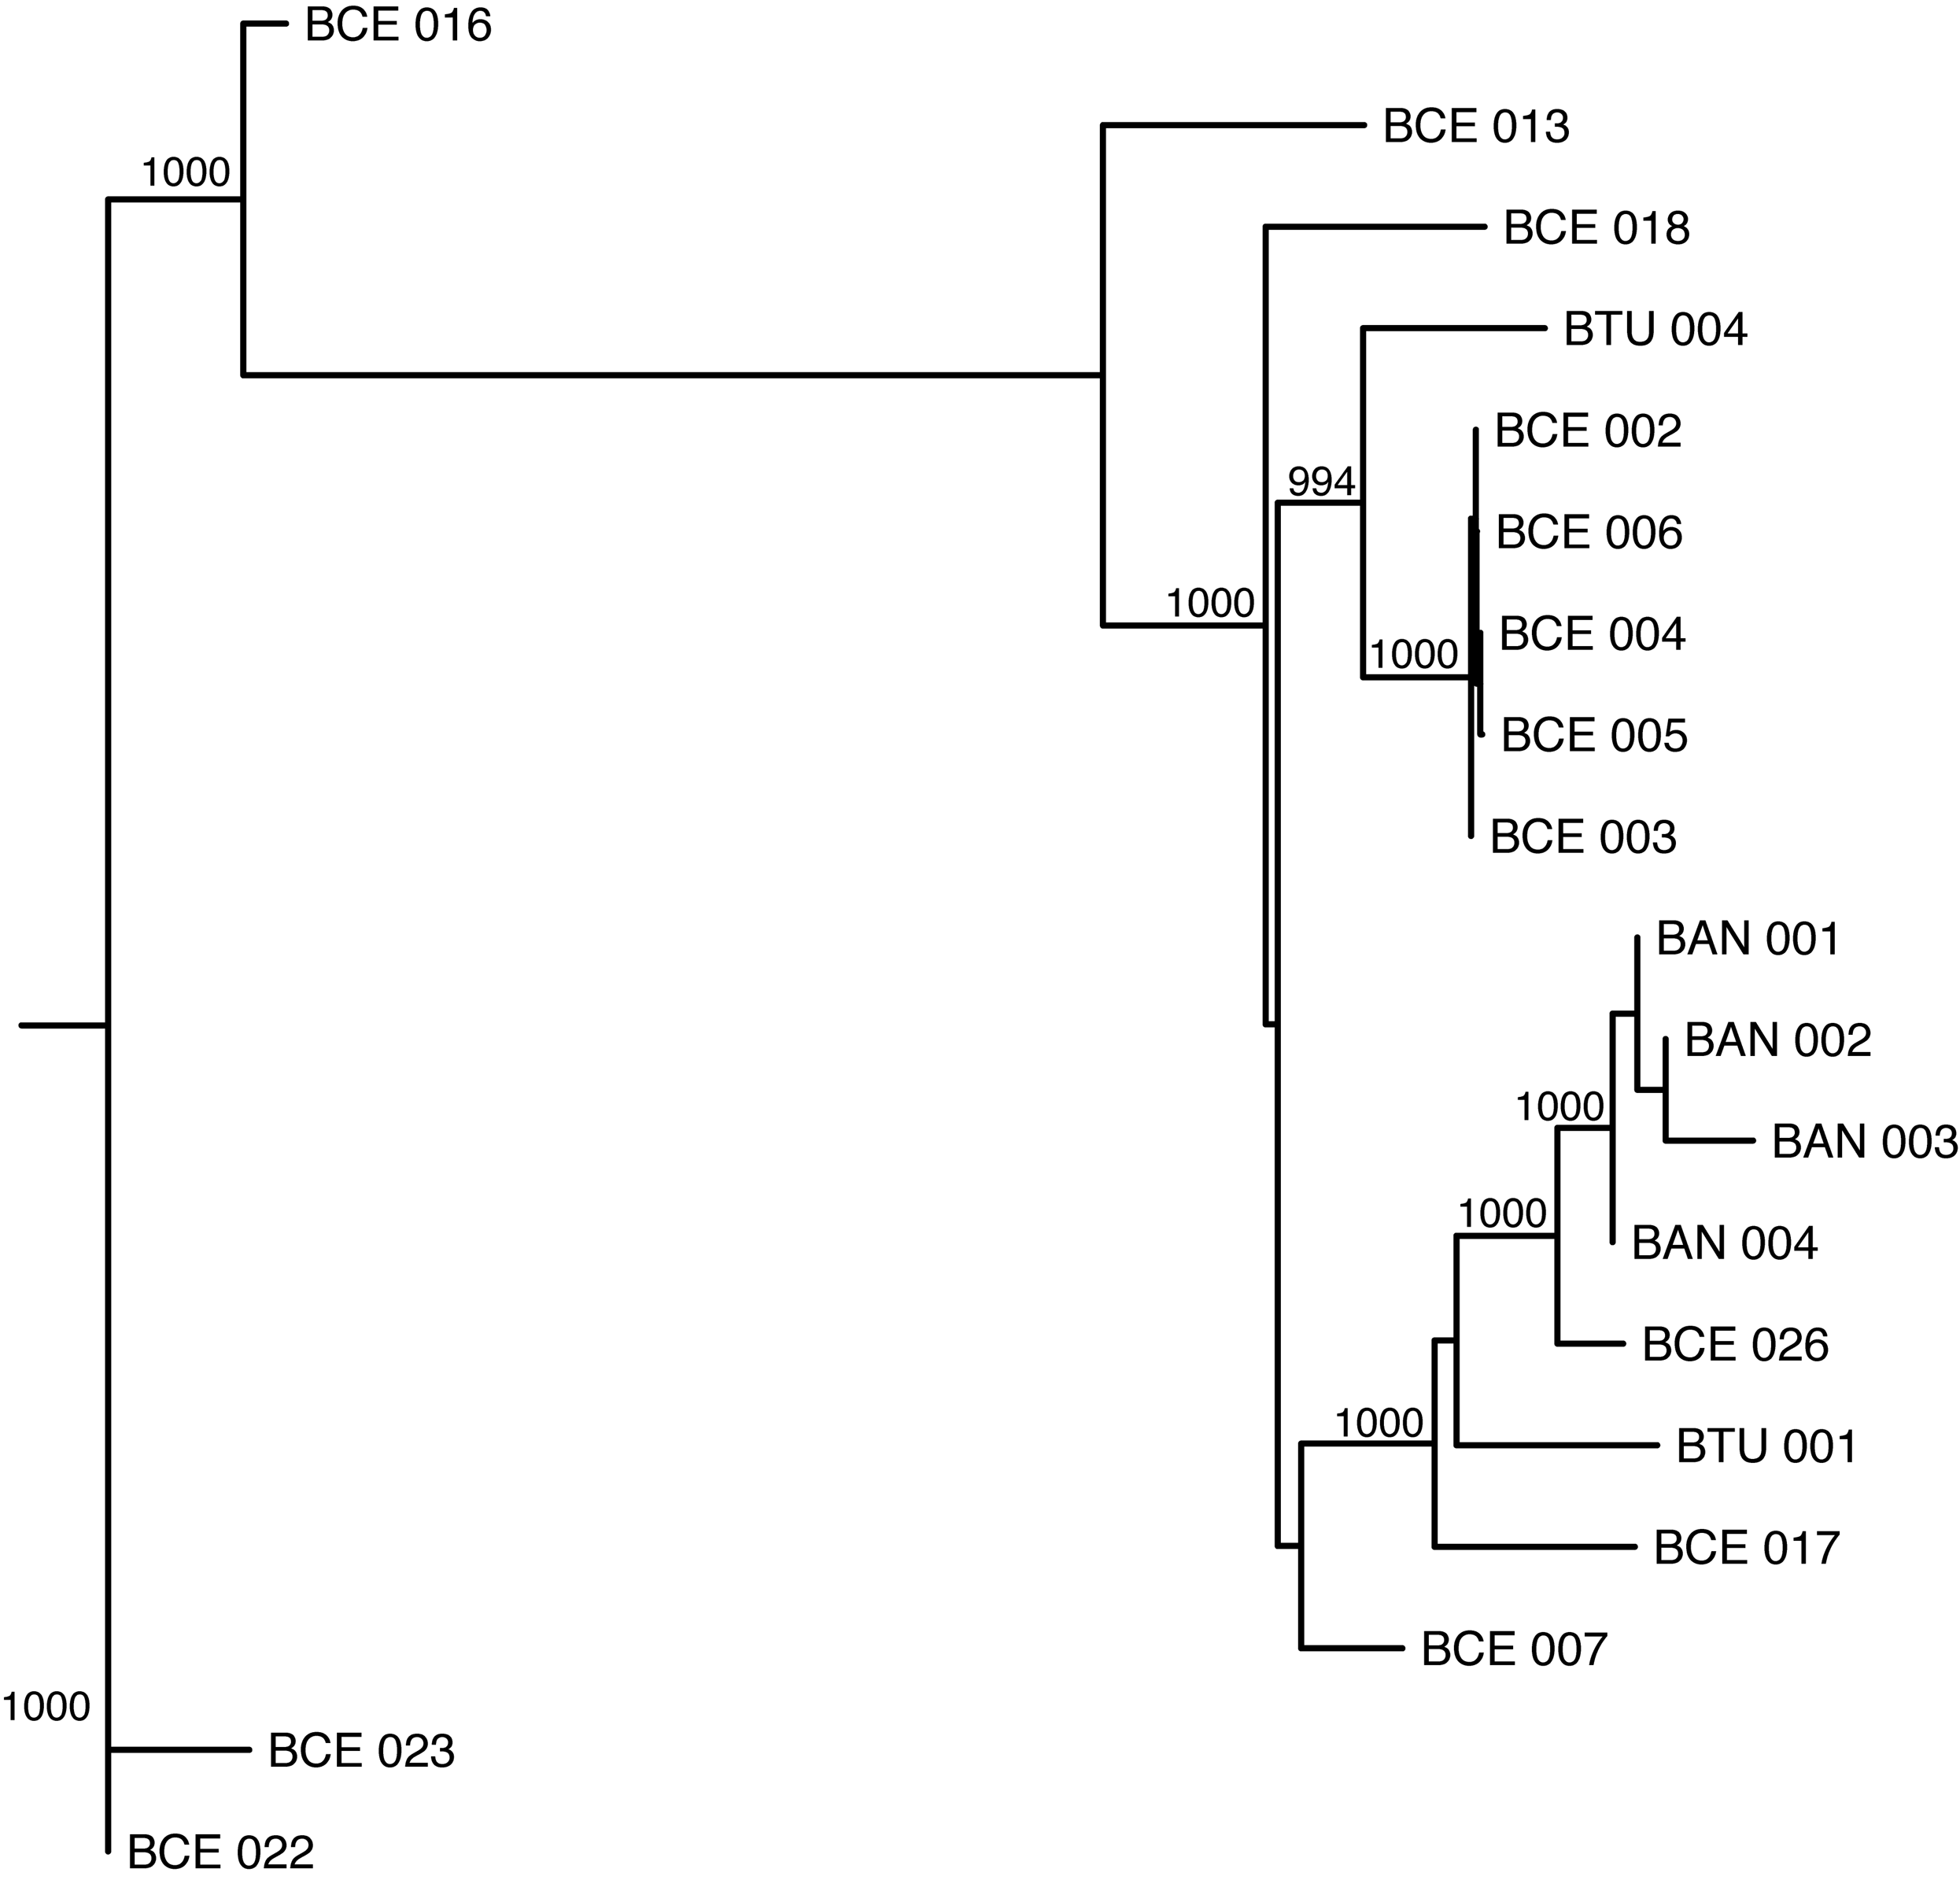 BCE 016
BCE 013
1000
BCE 018
BTU 004
BCE 002
994
BCE 006
1000
BCE 004
1000
BCE 005
BCE 003
BAN 001
BAN 002
1000
BAN 003
1000
BAN 004
BCE 026
1000
BTU 001
BCE 017
BCE 007
1000
BCE 023
BCE 022